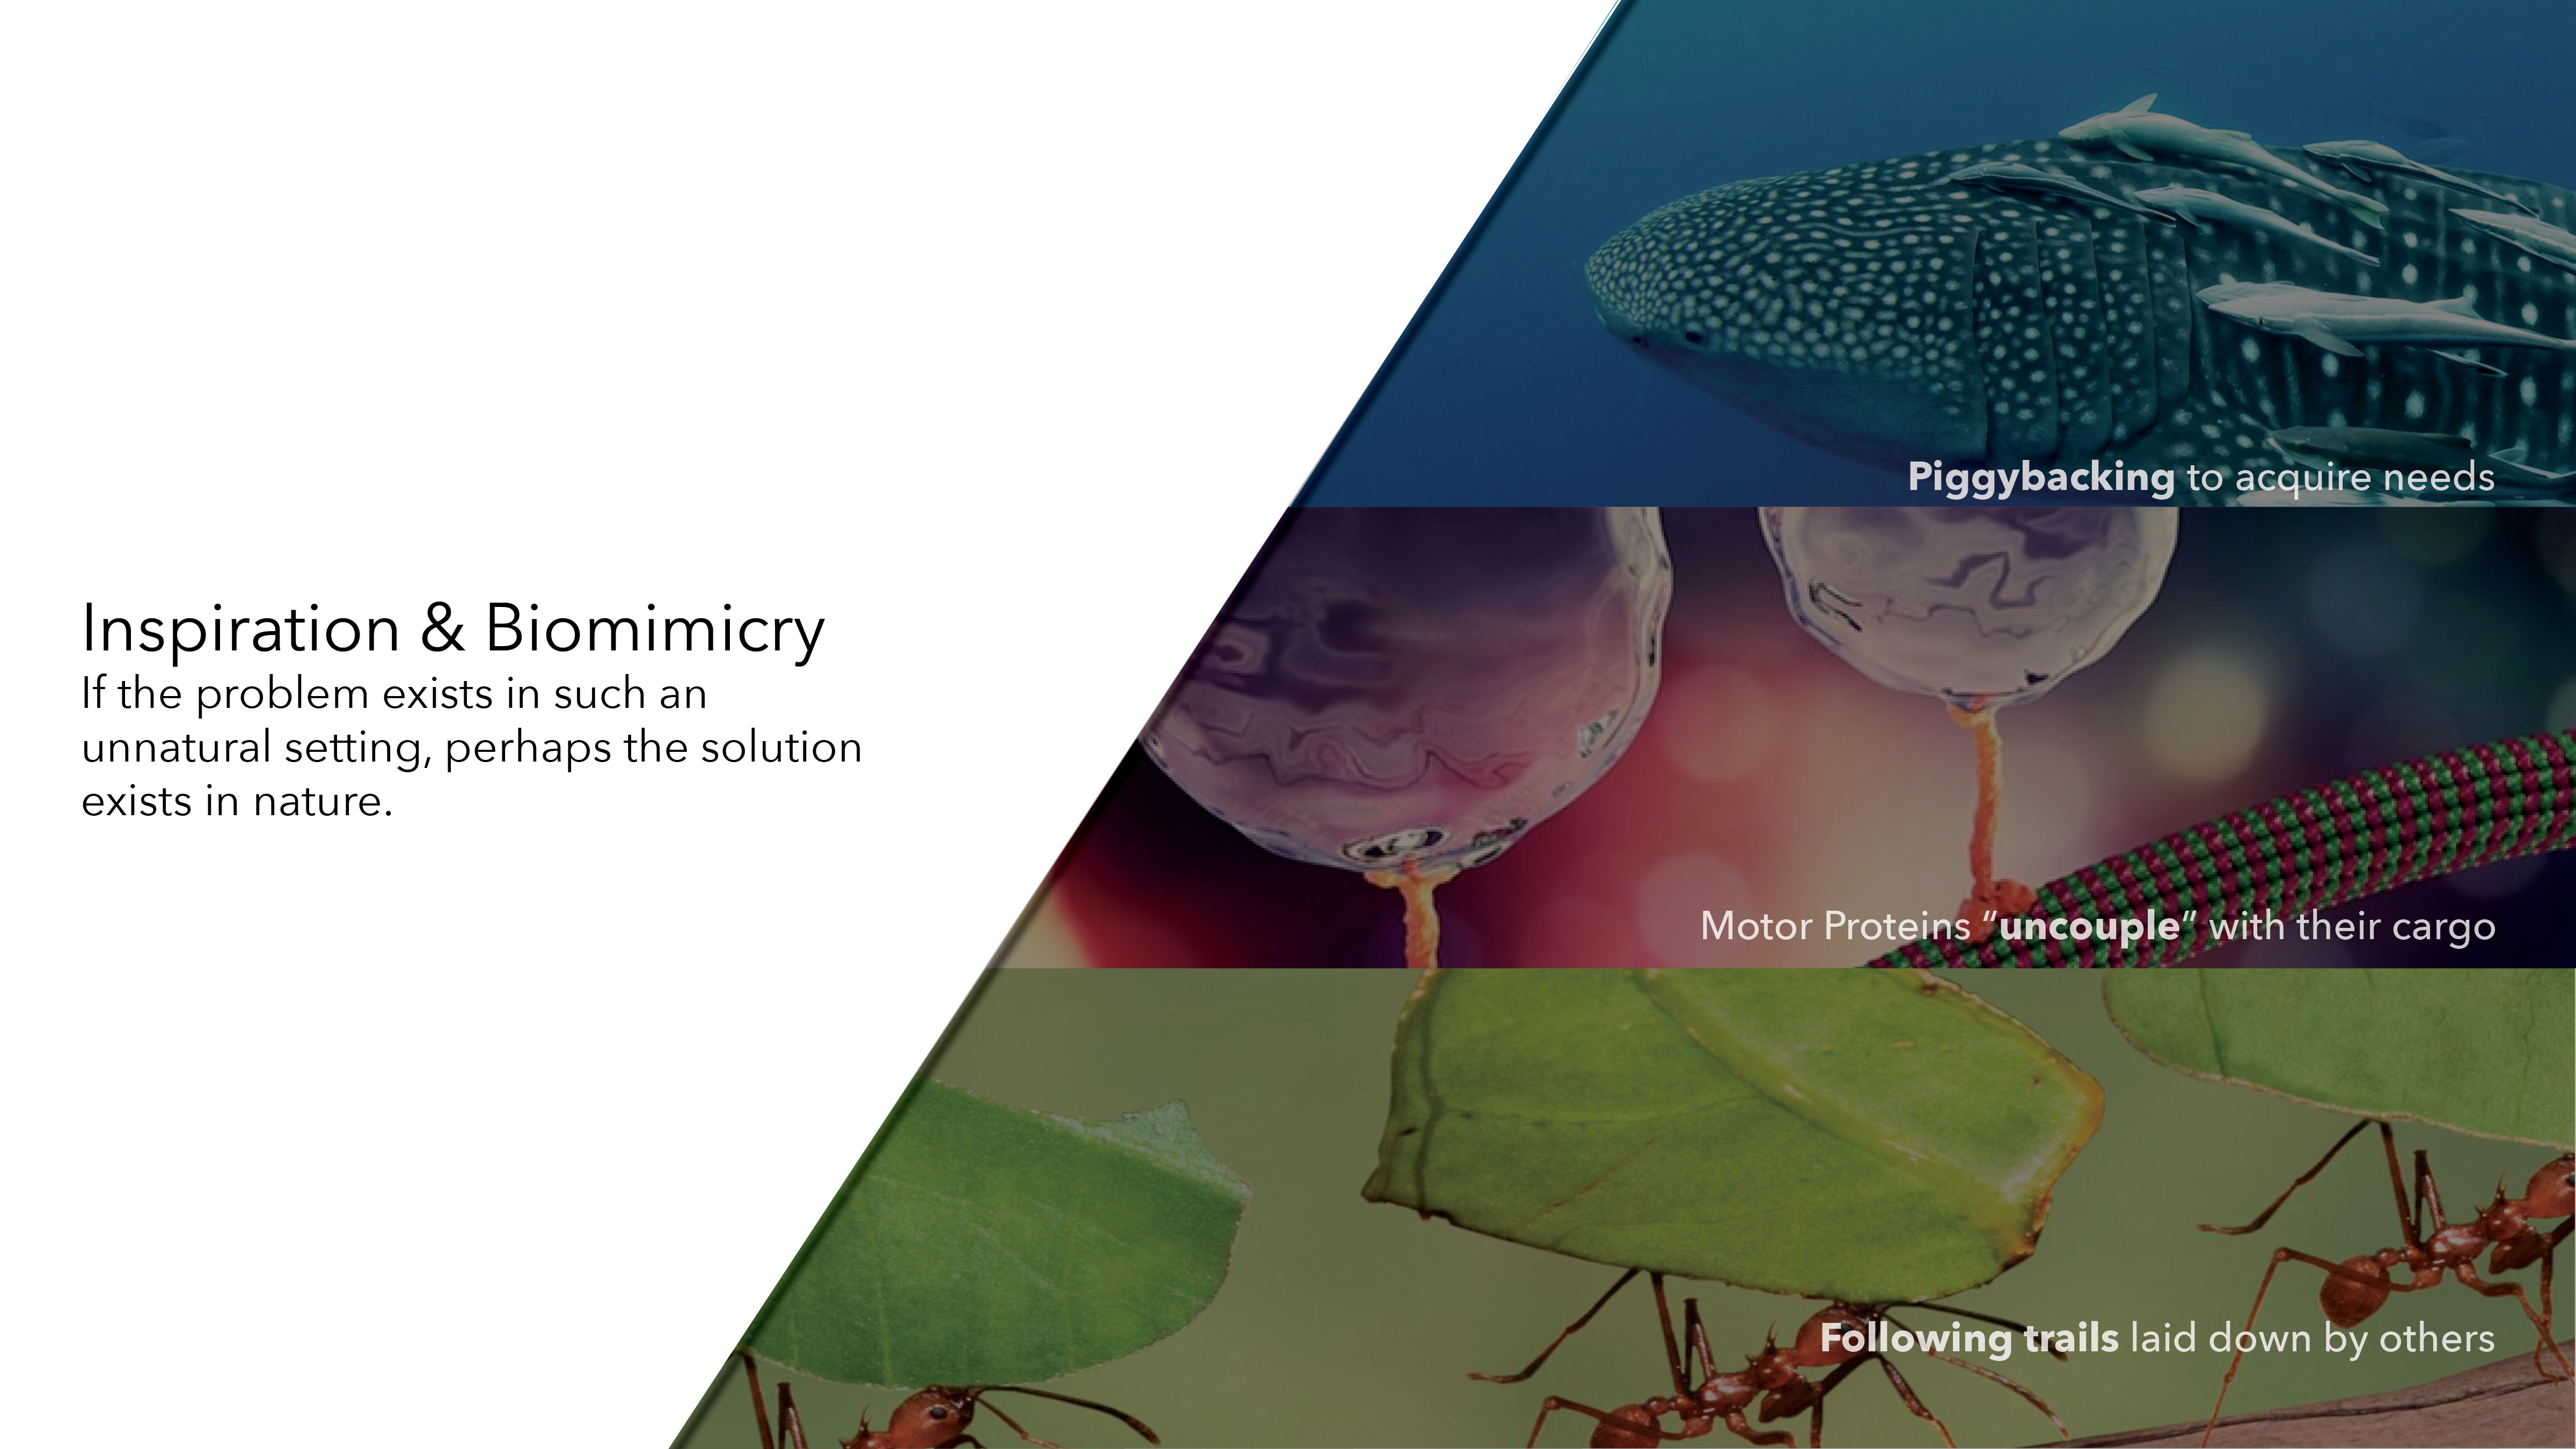 Inspiration & Biomimicry
If the problem exists in such an
unnatural setting, perhaps the solution
exists in nature.
Piggybacking to acquire needs
Motor Proteins “uncouple” with their cargo
Following trails laid down by others